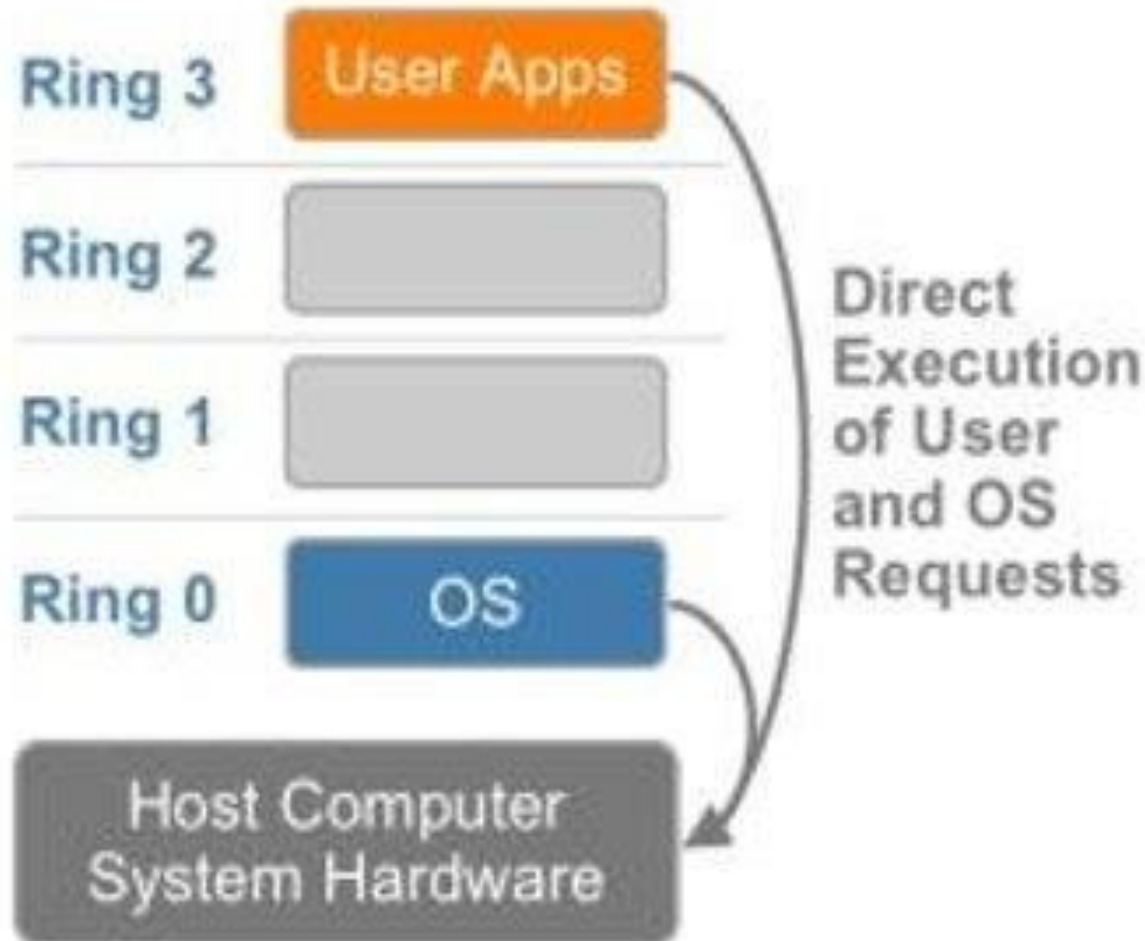 Ring 3
User Apps
Ring 2
Ring 1
Ring 0
OS
Direct
Execution
of User
and OS
Requests
Host Computer
System Hardware